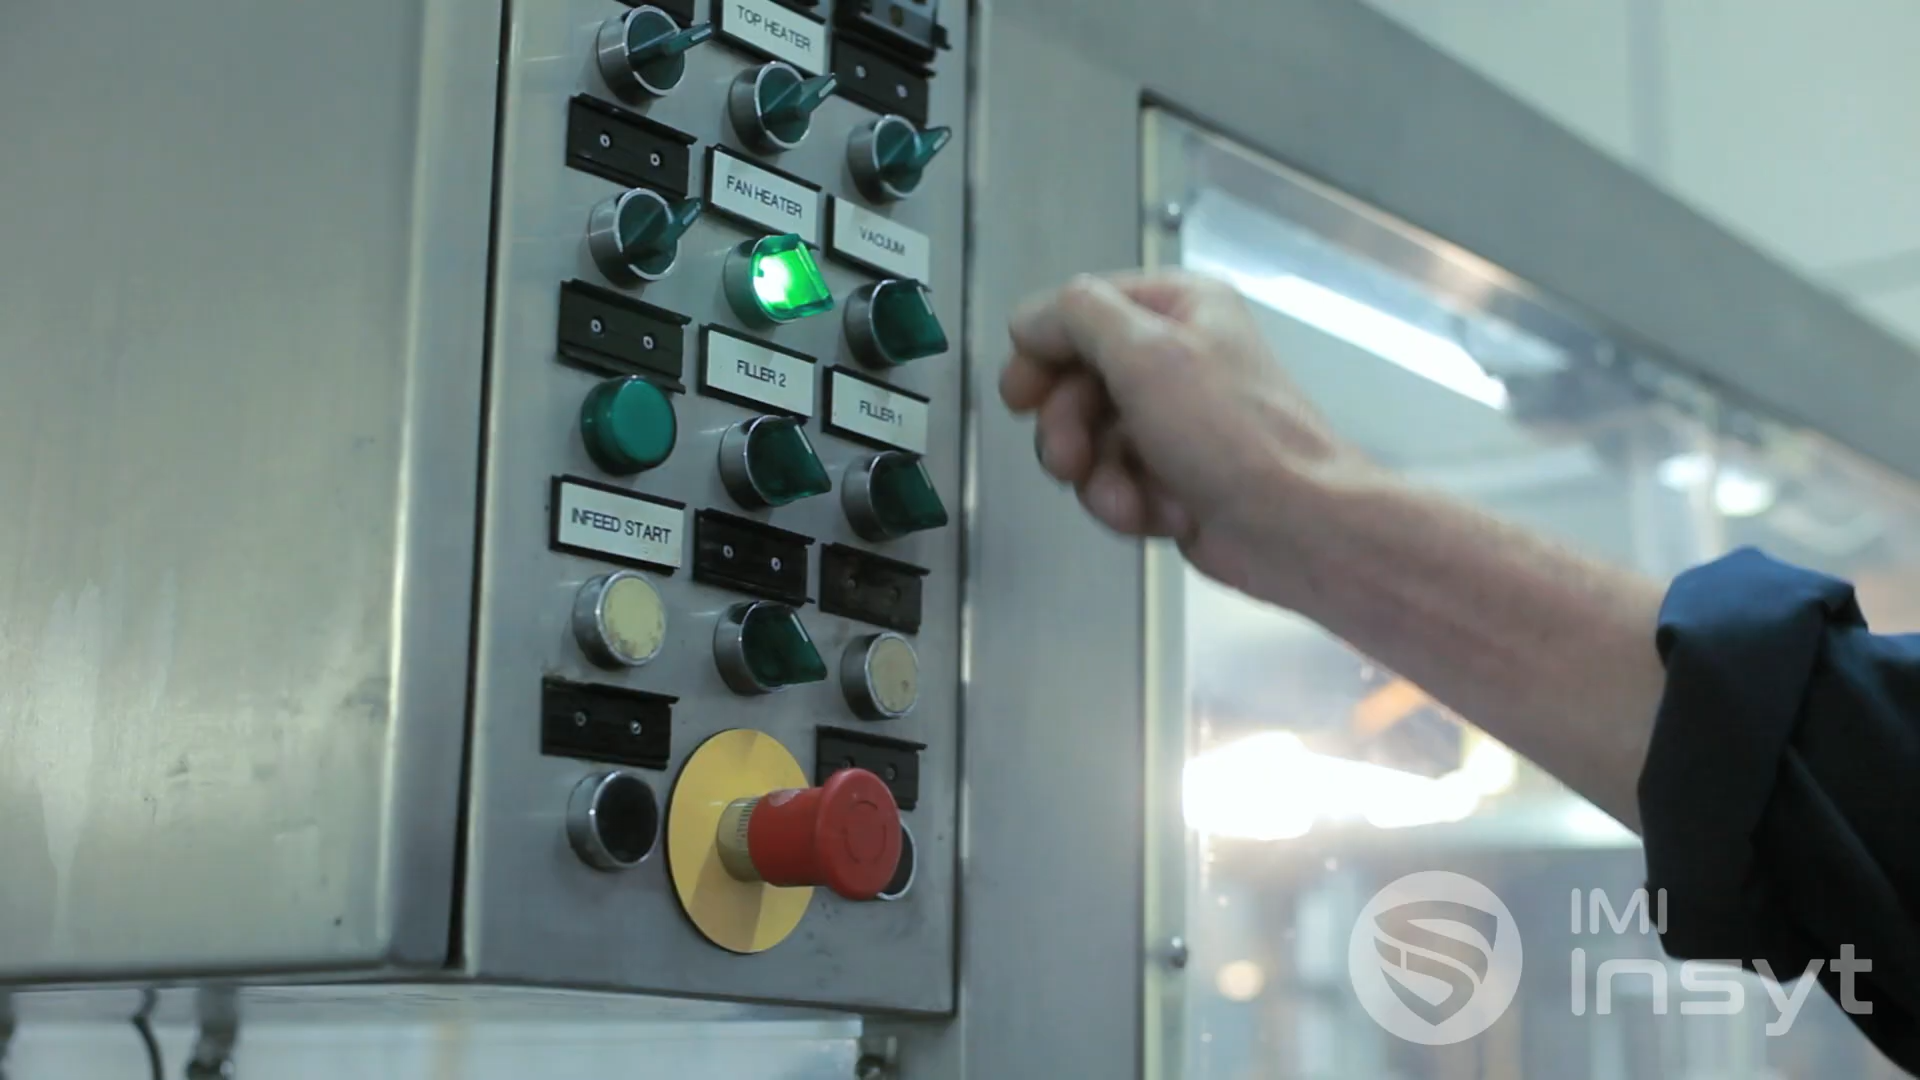 TOP HEATER
FAN HEATER
VACUUM
FILLER 2
FILLER 1
INFEED START
IMI
Insyt